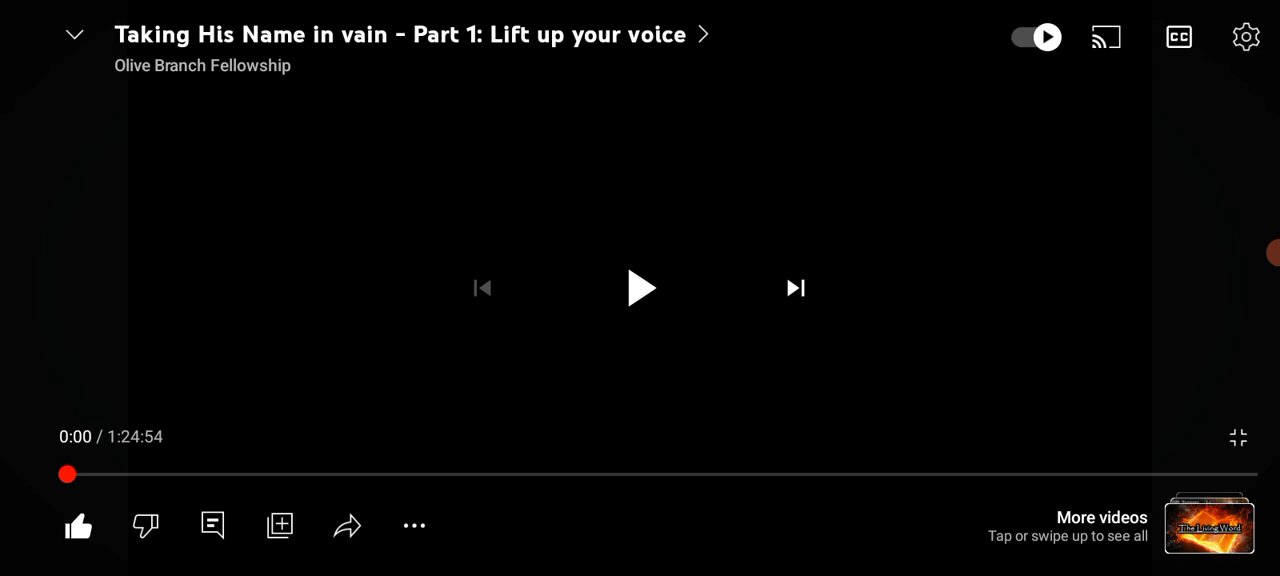 Taking His Name in vain - Part 1: Lift up your voice
Olive Branch Fellowship
CC
0:00 / 1:24:54
More videos
Tap or swipe up to see all
The Living Word